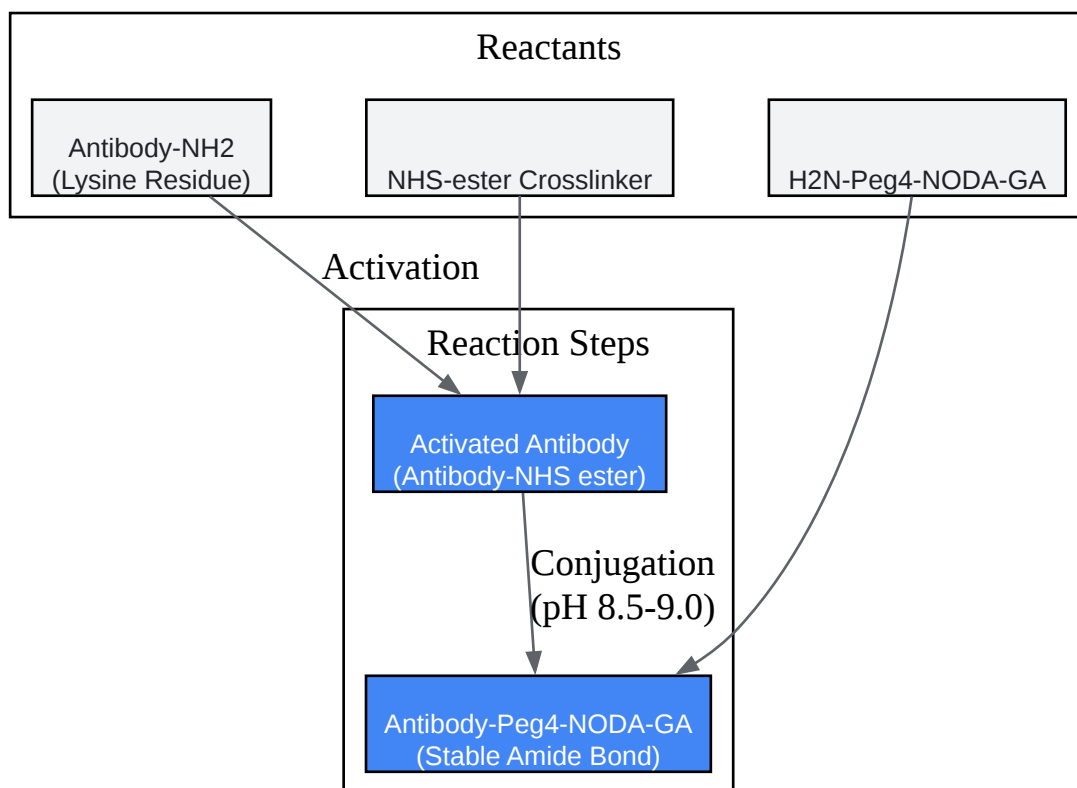 Reactants
Antibody-NH2
(Lysine Residue)
NHS-ester Crosslinker
H2N-Peg4-NODA-GA
Activation
Reaction Steps
Activated Antibody
(Antibody-NHS ester)
Conjugation
(pH 8.5-9.0)
Antibody-Peg4-NODA-GA
(Stable Amide Bond)